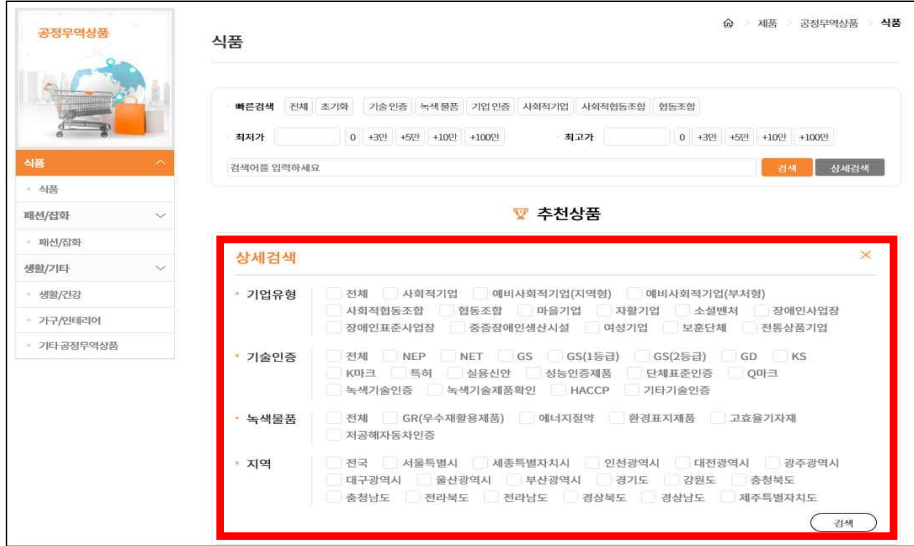 공정무역상품
식품
식품
패션/잡화
패션/잡화
생활/기타
생활/건강
가구/인테리어
기타공정무역상품
제품 > 공정무역상품 > 식품
식품
빠른검색 전체 초기화 기술인증 녹색물품 기업인증 사회적기업 사회적협동조합 협동조합
최저가 0 +3만 +5만 +10만 +100만 최고가 0 +3만 +5만 +10만 +100만
검색어를 입력하세요 검색 상세검색
추천상품
상세검색
기업유형 전체 사회적기업 예비사회적기업(지역형) 예비사회적기업(부처형)
사회적협동조합 협동조합 마을기업 자활기업 소셜벤처 장애인사업장
장애인표준사업장 중증장애인생산시설 여성기업 보훈단체 전통상품기업
기술인증 전체 NEP NET GS GS(1등급) GS(2등급) GD KS
K마크 특허 실용신안 성능인증제품 단체표준인증 Q마크
녹색기술인증 녹색기술제품확인 HACCP 기타기술인증
녹색물품 전체 GR(우수재활용제품) 에너지절약 환경표지제품 고효율기자재
저공해자동차인증
지역 전국 서울특별시 세종특별자치시 인천광역시 대전광역시 광주광역시
대구광역시 울산광역시 부산광역시 경기도 강원도 충청북도
충청남도 전라북도 전라남도 경상북도 경상남도 제주특별자치도
검색